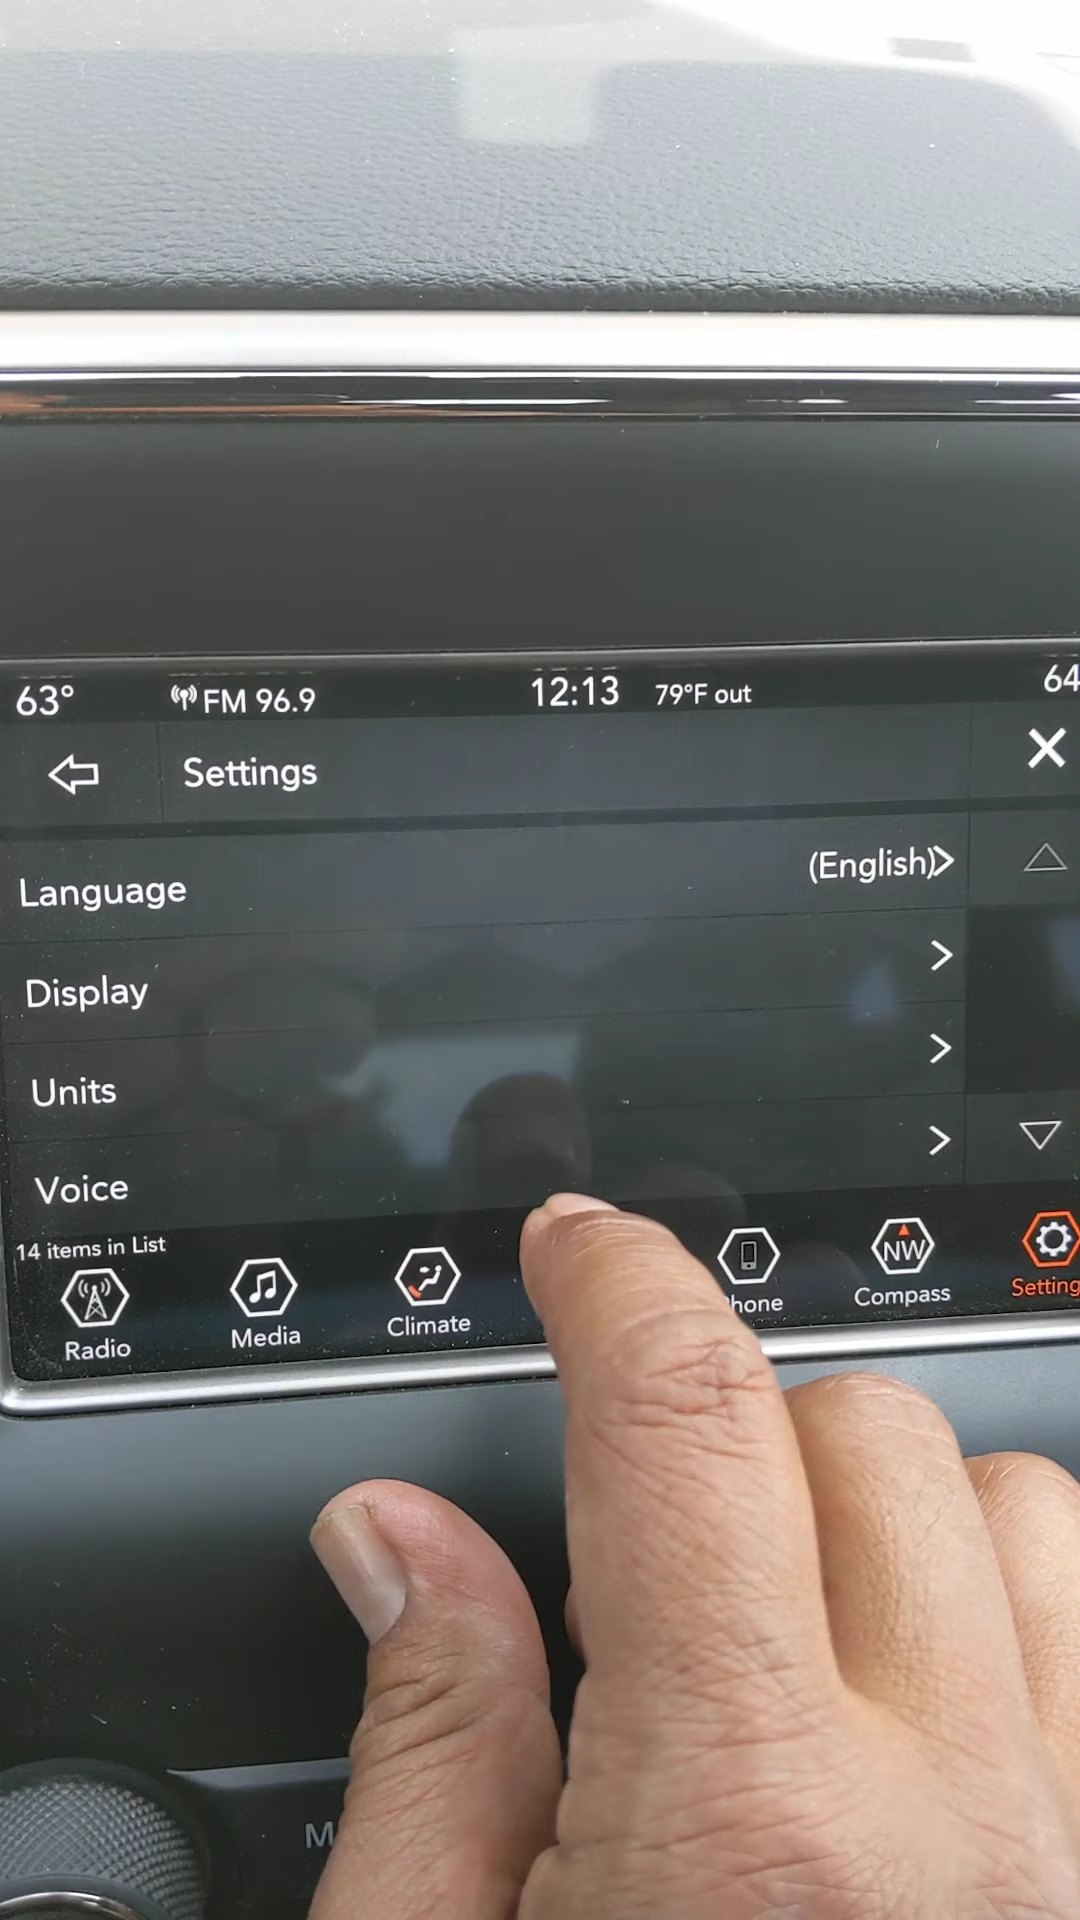 63° FM 96.9 12:13 79°F out 64
Settings
Language (English)
Display
Units
Voice
14 items in List
Radio Media Climate hone Compass Setting
NW
M